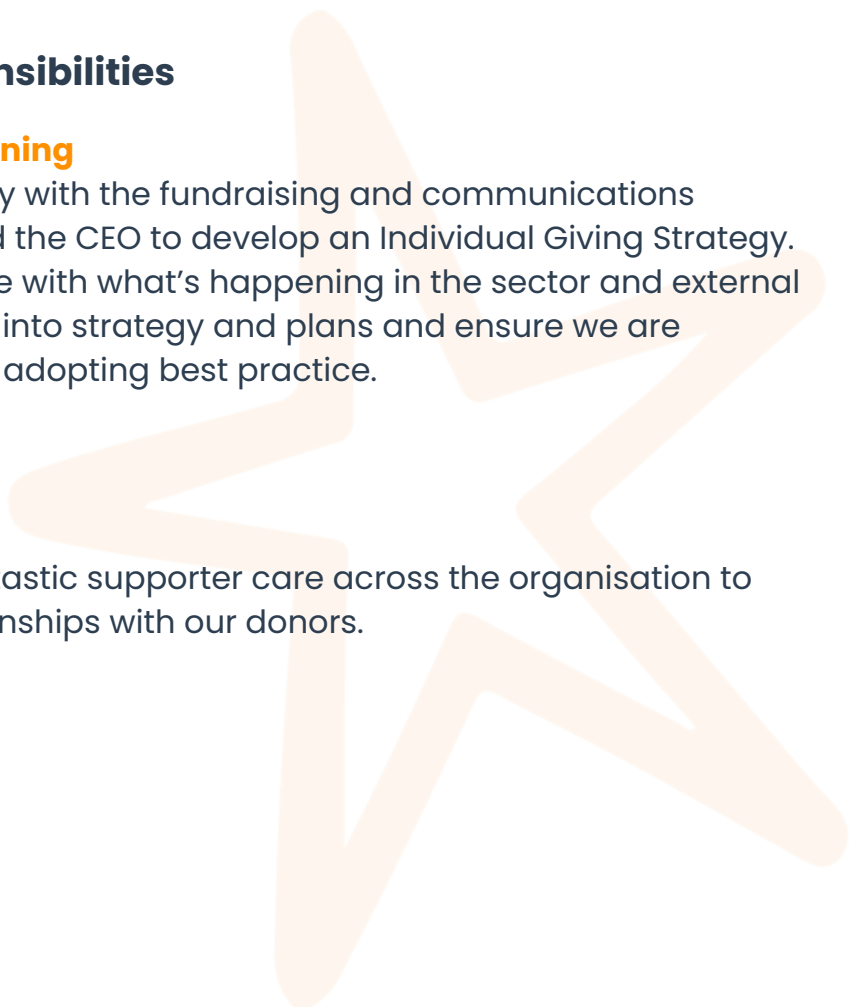 nsibilities
ning
y with the fundraising and communications
d the CEO to develop an Individual Giving Strategy.
e with what’s happening in the sector and external
into strategy and plans and ensure we are
adopting best practice.
tastic supporter care across the organisation to
nships with our donors.